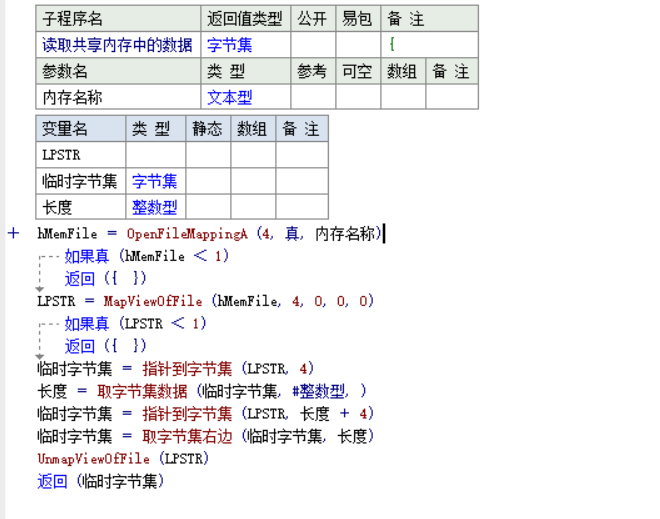 子程序名 返回值类型 公开 易包 备 注
读取共享内存中的数据 字节集 {
参数名 类 型 参考 可空 数组 备 注
内存名称 文本型
变量名 类 型 静态 数组 备 注
LPSTR
临时字节集 字节集
长度 整数型
+ hMemFile = OpenFileMappingA (4, 真, 内存名称)
如果真 (hMemFile < 1)
返回 ({ })
LPSTR = MapViewOfFile (hMemFile, 4, 0, 0, 0)
如果真 (LPSTR < 1)
返回 ({ })
临时字节集 = 指针到字节集 (LPSTR, 4)
长度 = 取字节集数据 (临时字节集, #整数型, )
临时字节集 = 指针到字节集 (LPSTR, 长度 + 4)
临时字节集 = 取字节集右边 (临时字节集, 长度)
UnmapViewOfFile (LPSTR)
返回 (临时字节集)